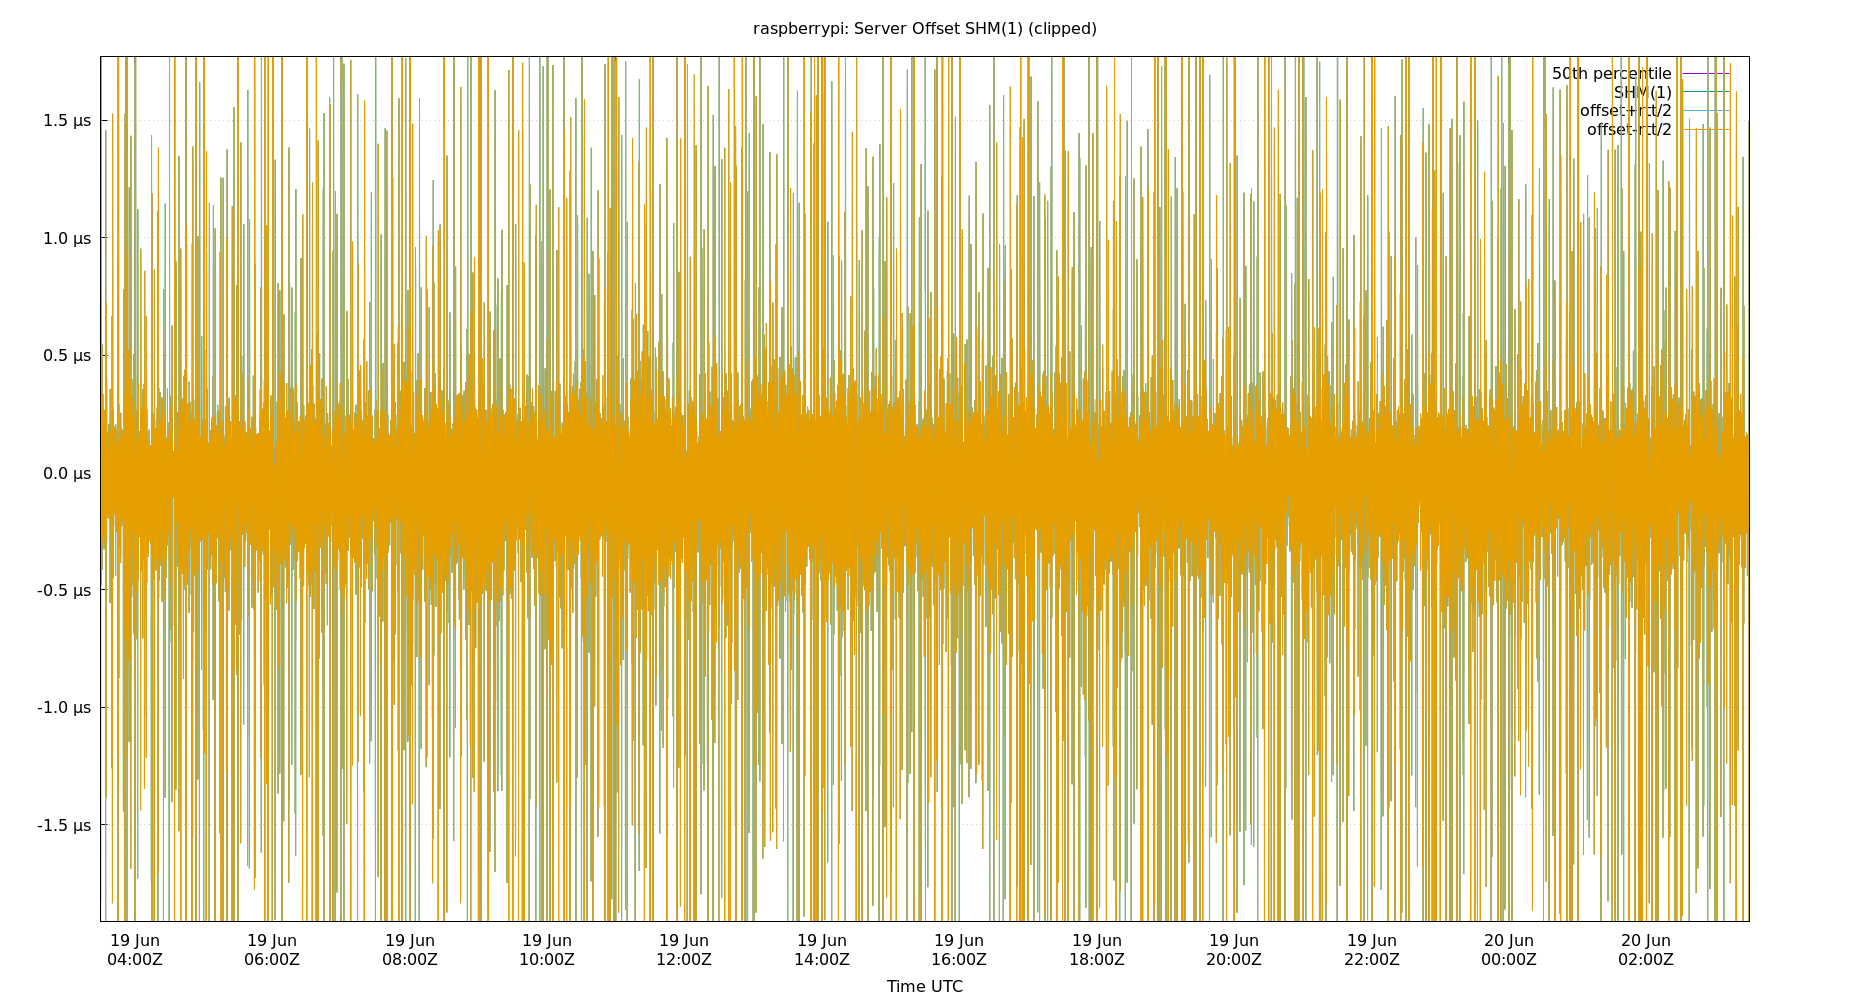 raspberrypi: Server Offset SHM(1) (clipped)
50th percentile
SHM(1)
offset+rtt/2
offset-rtt/2
1.5 µs
1.0 µs
0.5 µs
0.0 µs
-0.5 µs
-1.0 µs
-1.5 µs
19 Jun 19 Jun 19 Jun 19 Jun 19 Jun 19 Jun 19 Jun 19 Jun 19 Jun 19 Jun 20 Jun 20 Jun
04:00Z 06:00Z 08:00Z 10:00Z 12:00Z 14:00Z 16:00Z 18:00Z 20:00Z 22:00Z 00:00Z 02:00Z
Time UTC